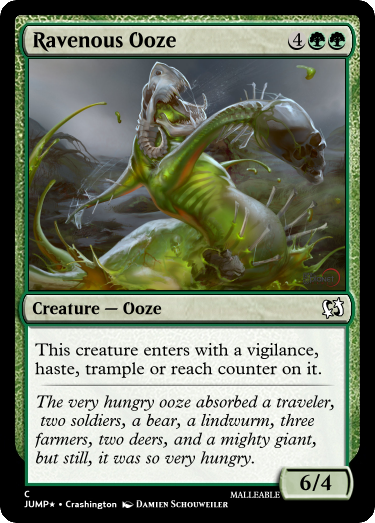 Ravenous Ooze 4
Creature — Ooze
This creature enters with a vigilance,
haste, trample or reach counter on it.
The very hungry ooze absorbed a traveler,
two soldiers, a bear, a lindwurm, three
farmers, two deers, and a mighty giant,
but still, it was so very hungry.
6/4
C
MALLEABLE
JUMP★ • Crashington DAMIEN SCHOUWEILER